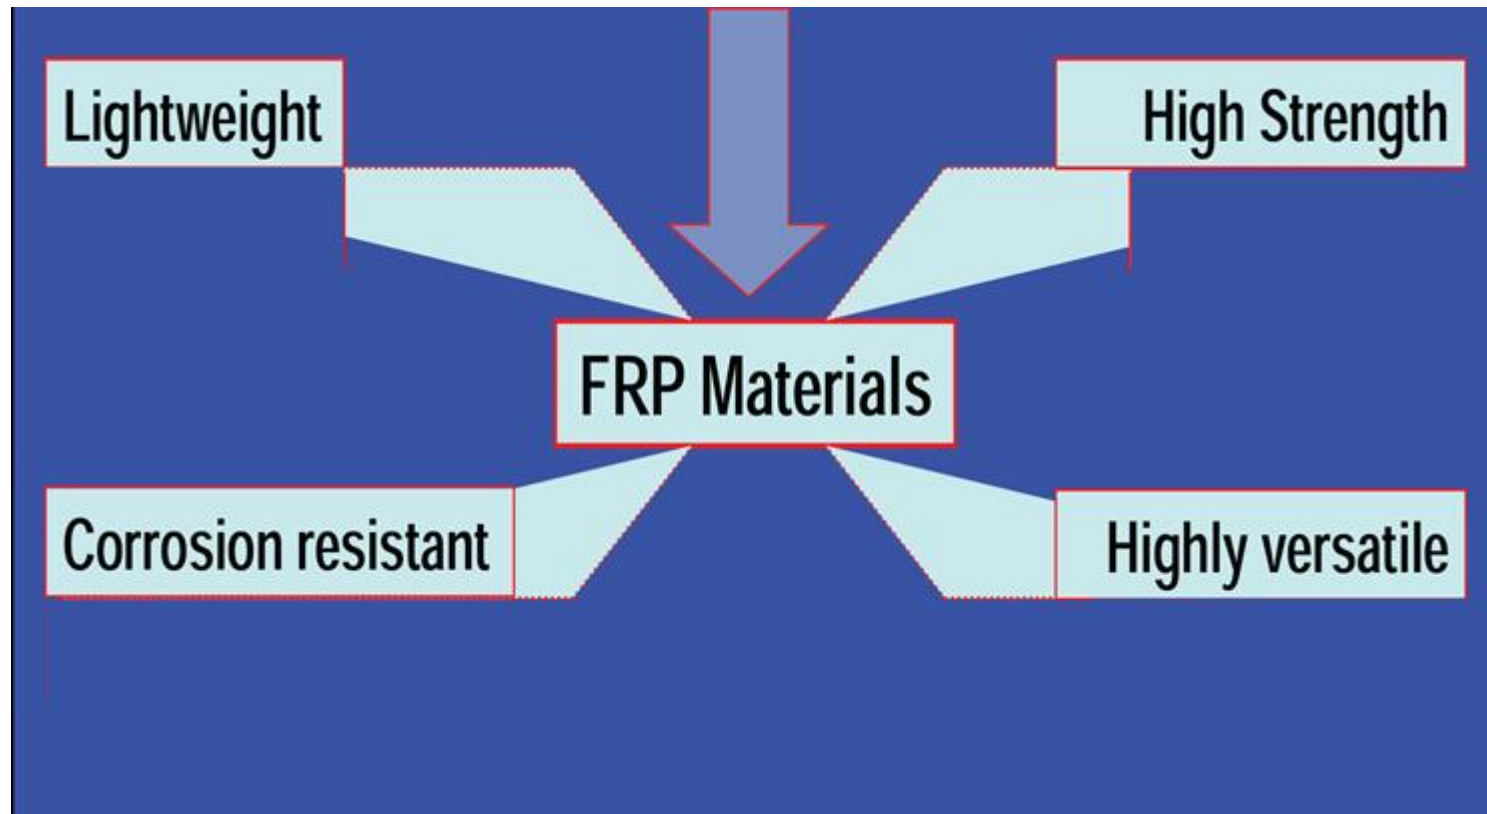 Lightweight
High Strength
FRP Materials
Corrosion resistant
Highly versatile